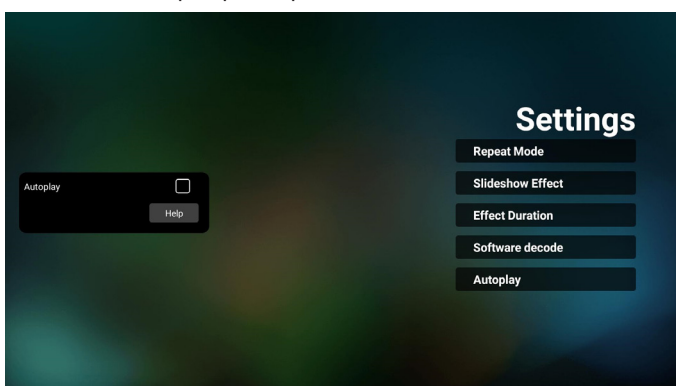 Settings
Repeat Mode
Slideshow Effect
Effect Duration
Software decode
Autoplay
Autoplay
Help